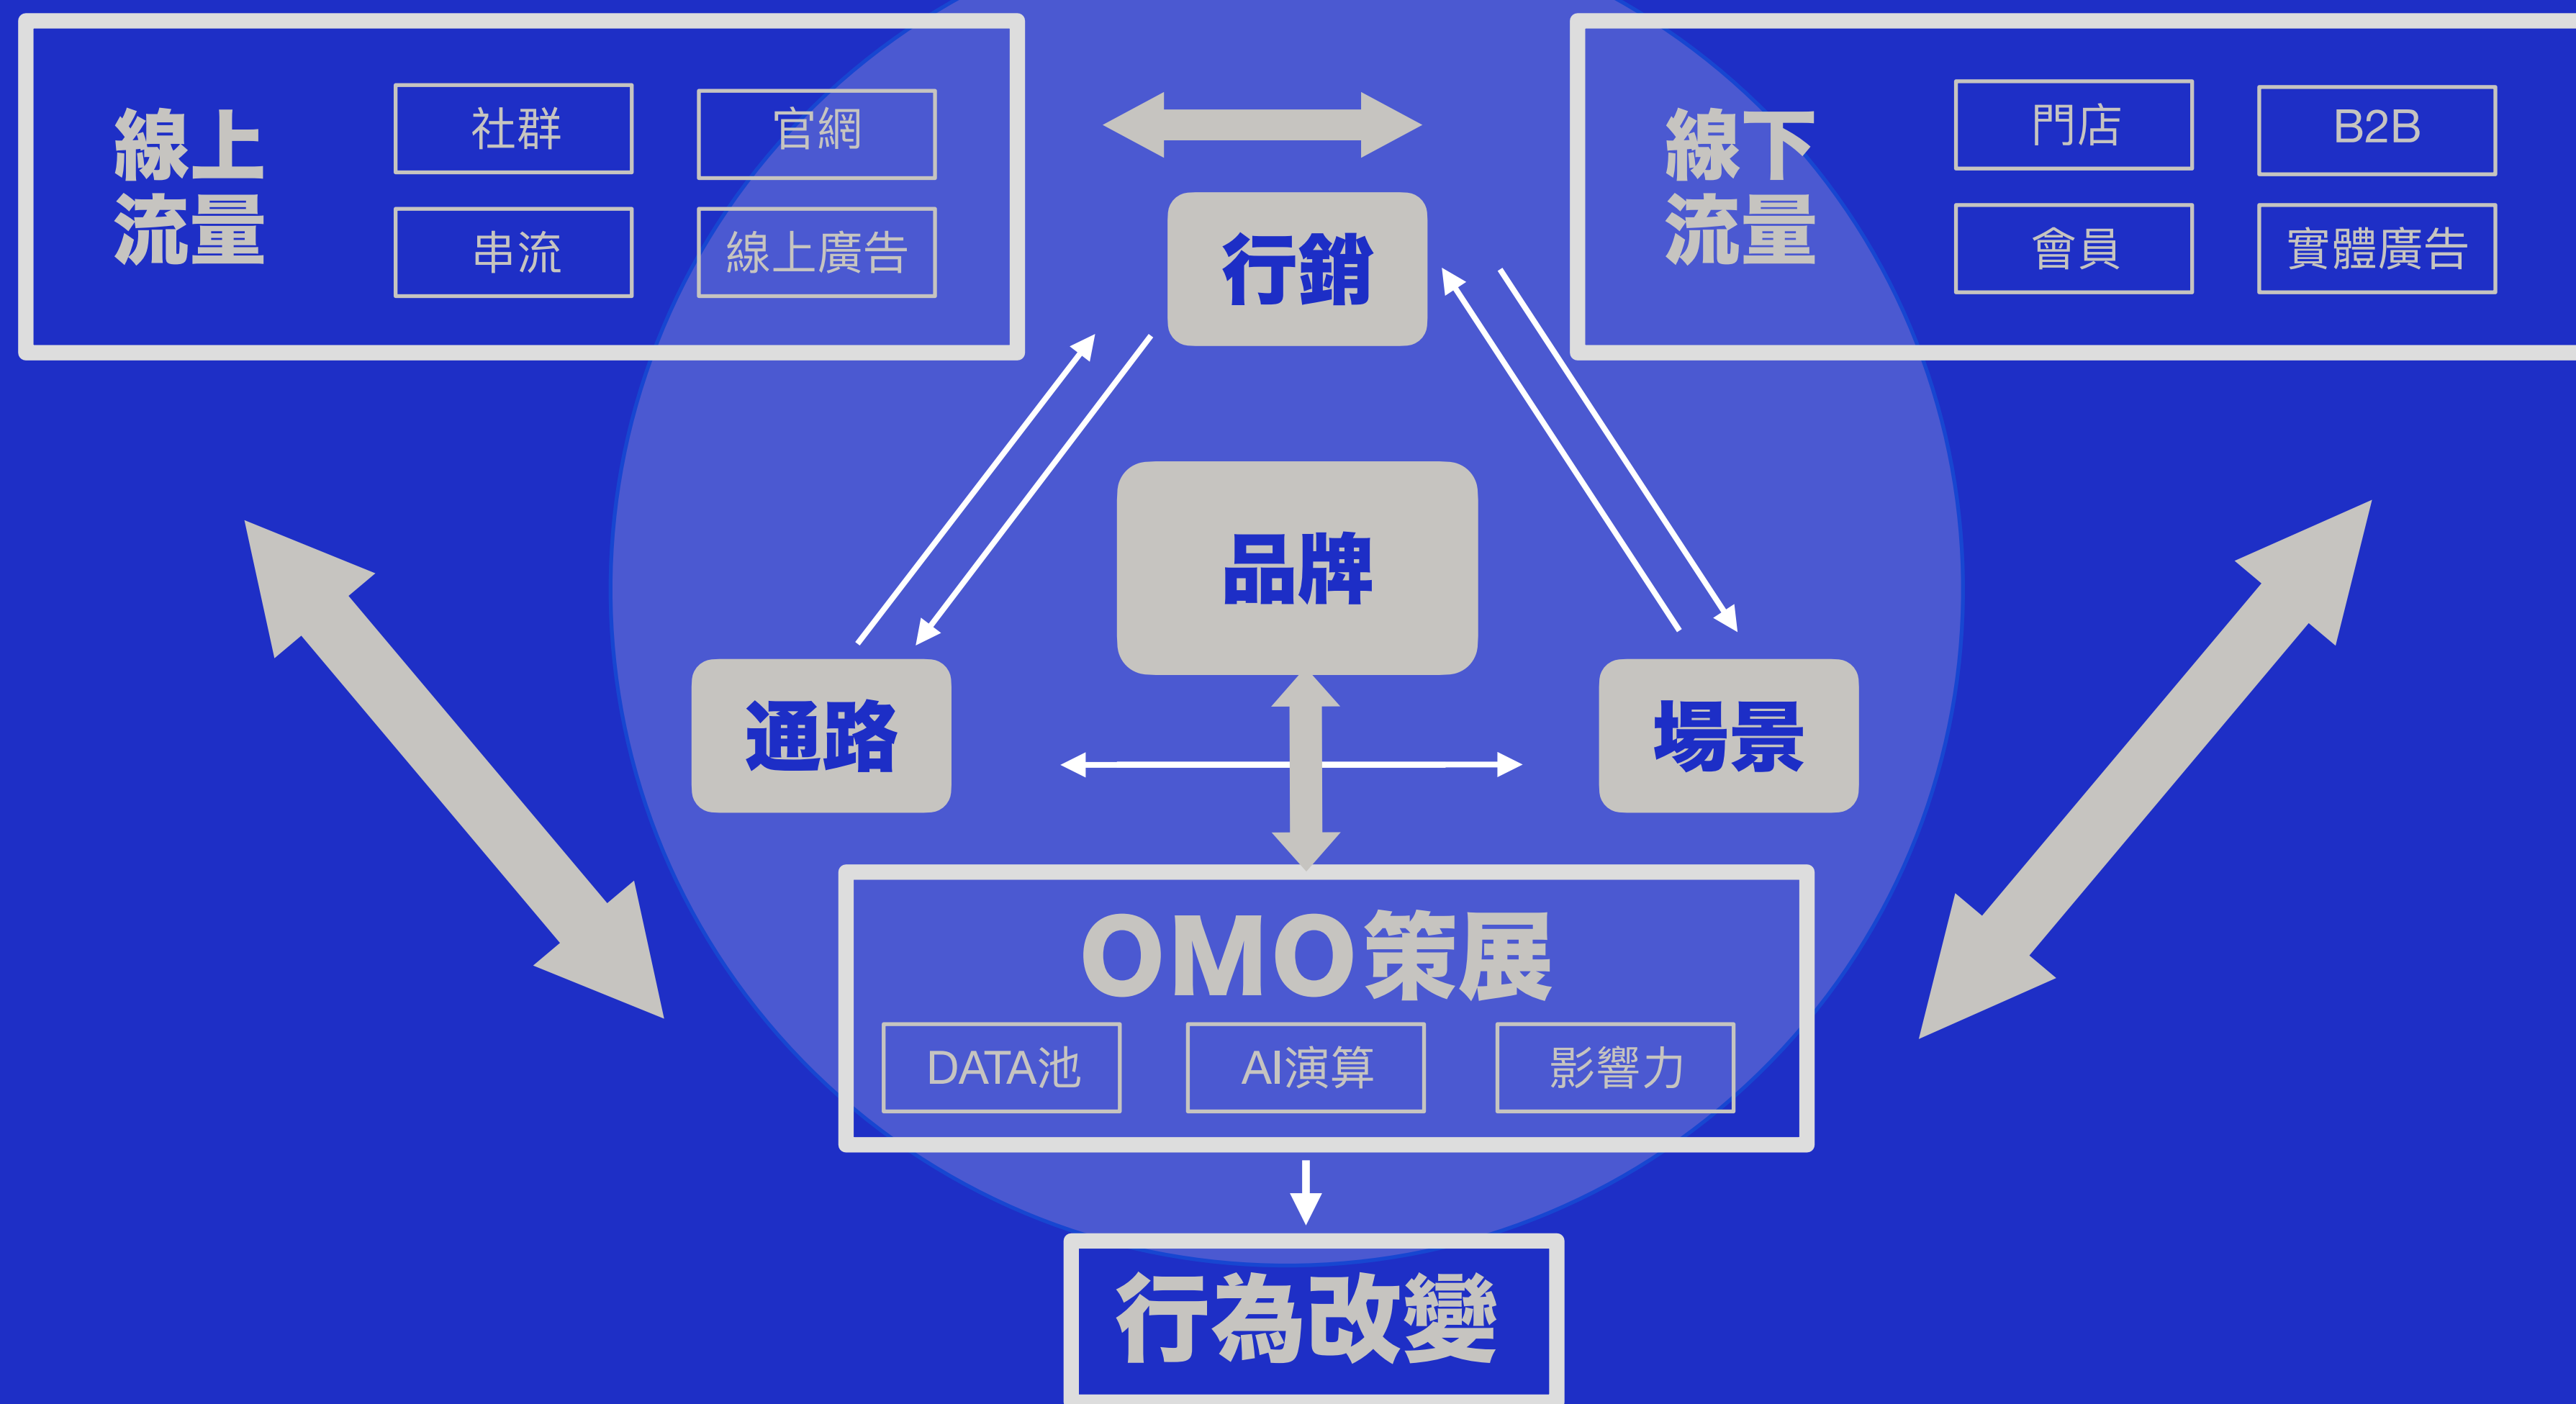 線上
流量
社群
官網
串流
線上廣告
行銷
線下
流量
門店
B2B
會員
實體廣告
品牌
通路
場景
OMO策展
DATA池
AI演算
影響力
行為改變